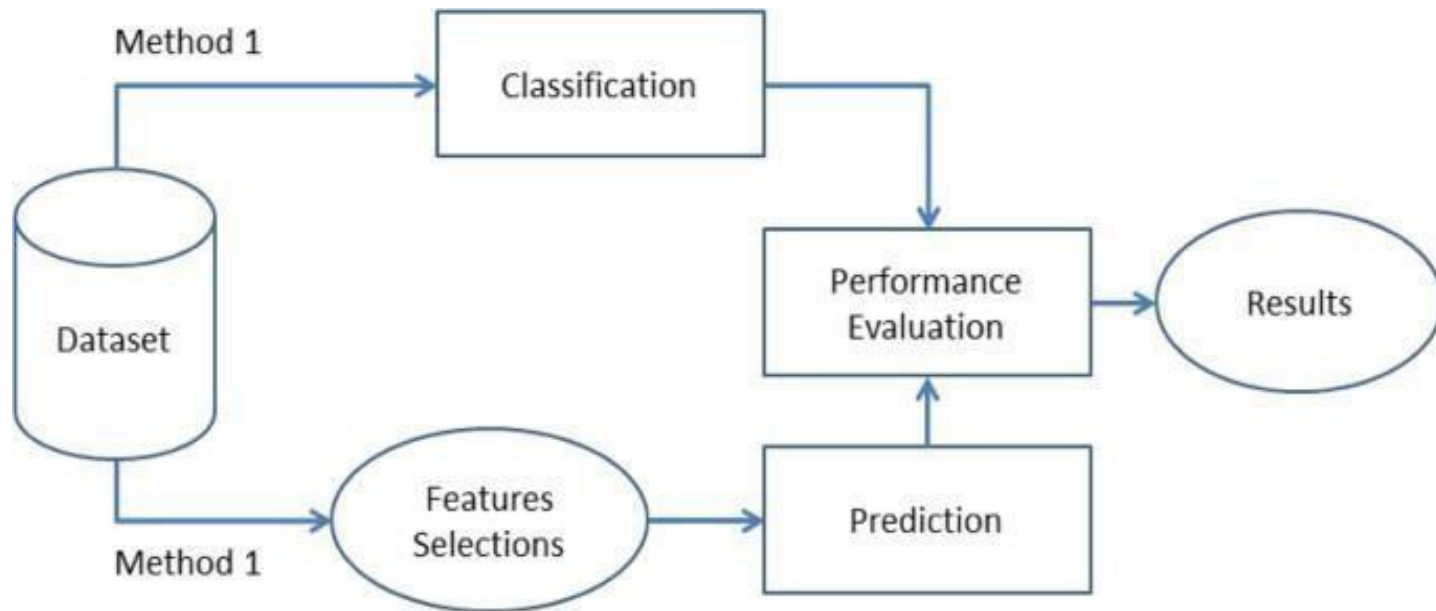 Method 1
Classification
Dataset
Performance
Evaluation
Results
Features
Selections
Prediction
Method 1